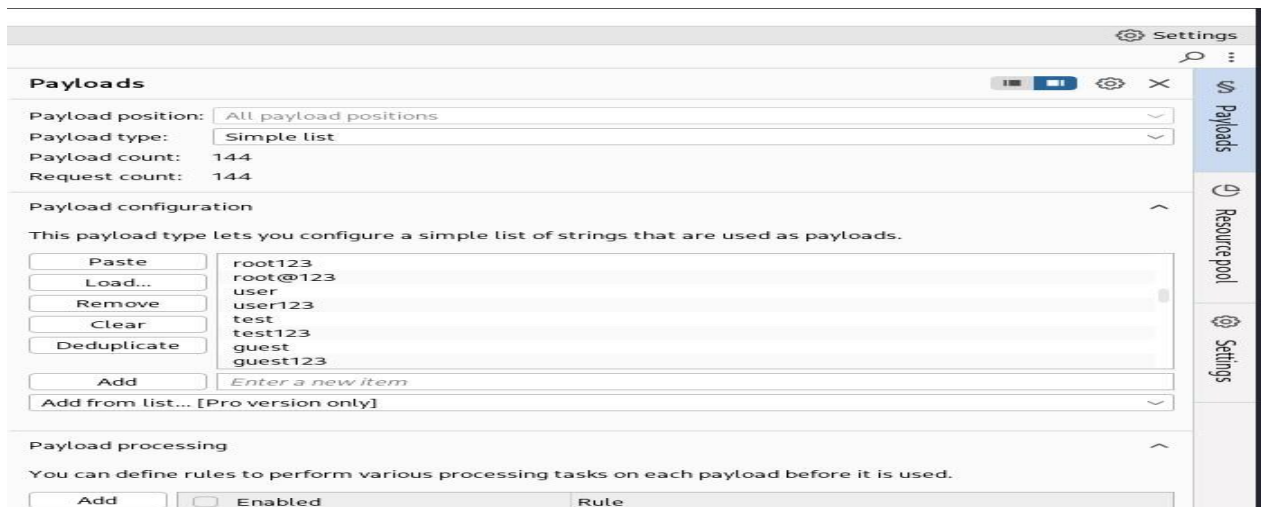 Settings
Payloads
Payload position: All payload positions
Payload type: Simple list
Payload count: 144
Request count: 144
Payload configuration
This payload type lets you configure a simple list of strings that are used as payloads.
Paste
Load...
Remove
Clear
Deduplicate
root123
root@123
user
user123
test
test123
guest
guest123
Add Enter a new item
Add from list... [Pro version only]
Payload processing
You can define rules to perform various processing tasks on each payload before it is used.
Add Enabled Rule
Payloads
Resource pool
Settings